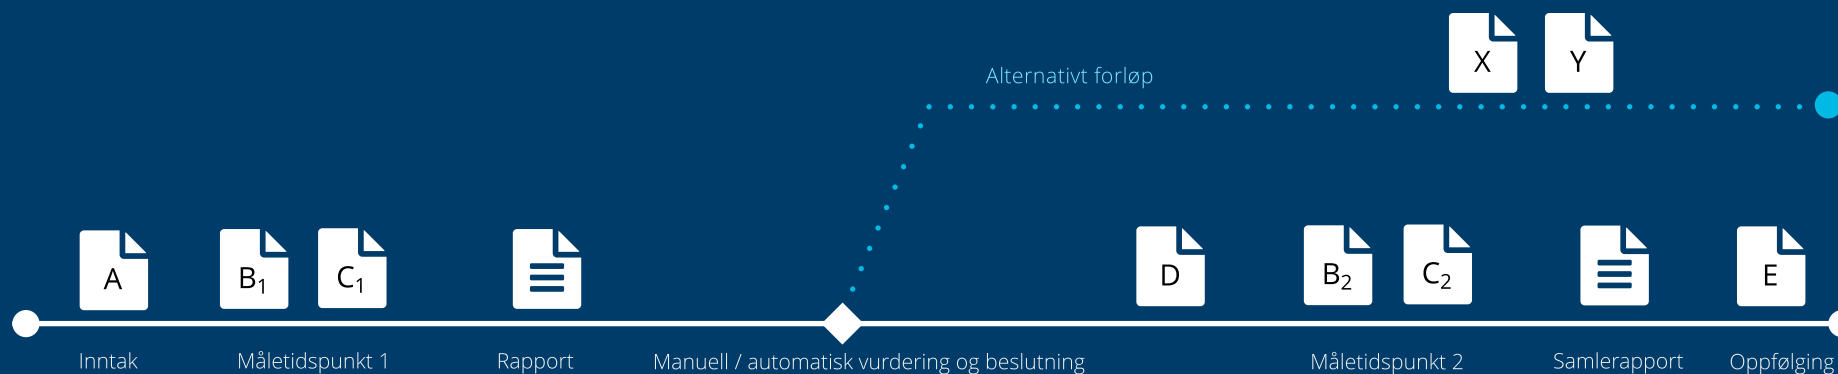 X Y
Alternativt forløp
A B₁ C₁ D B₂ C₂ E
Inntak Måletidspunkt 1 Rapport Manuell / automatisk vurdering og beslutning Måletidspunkt 2 Samlerapport Oppfølging